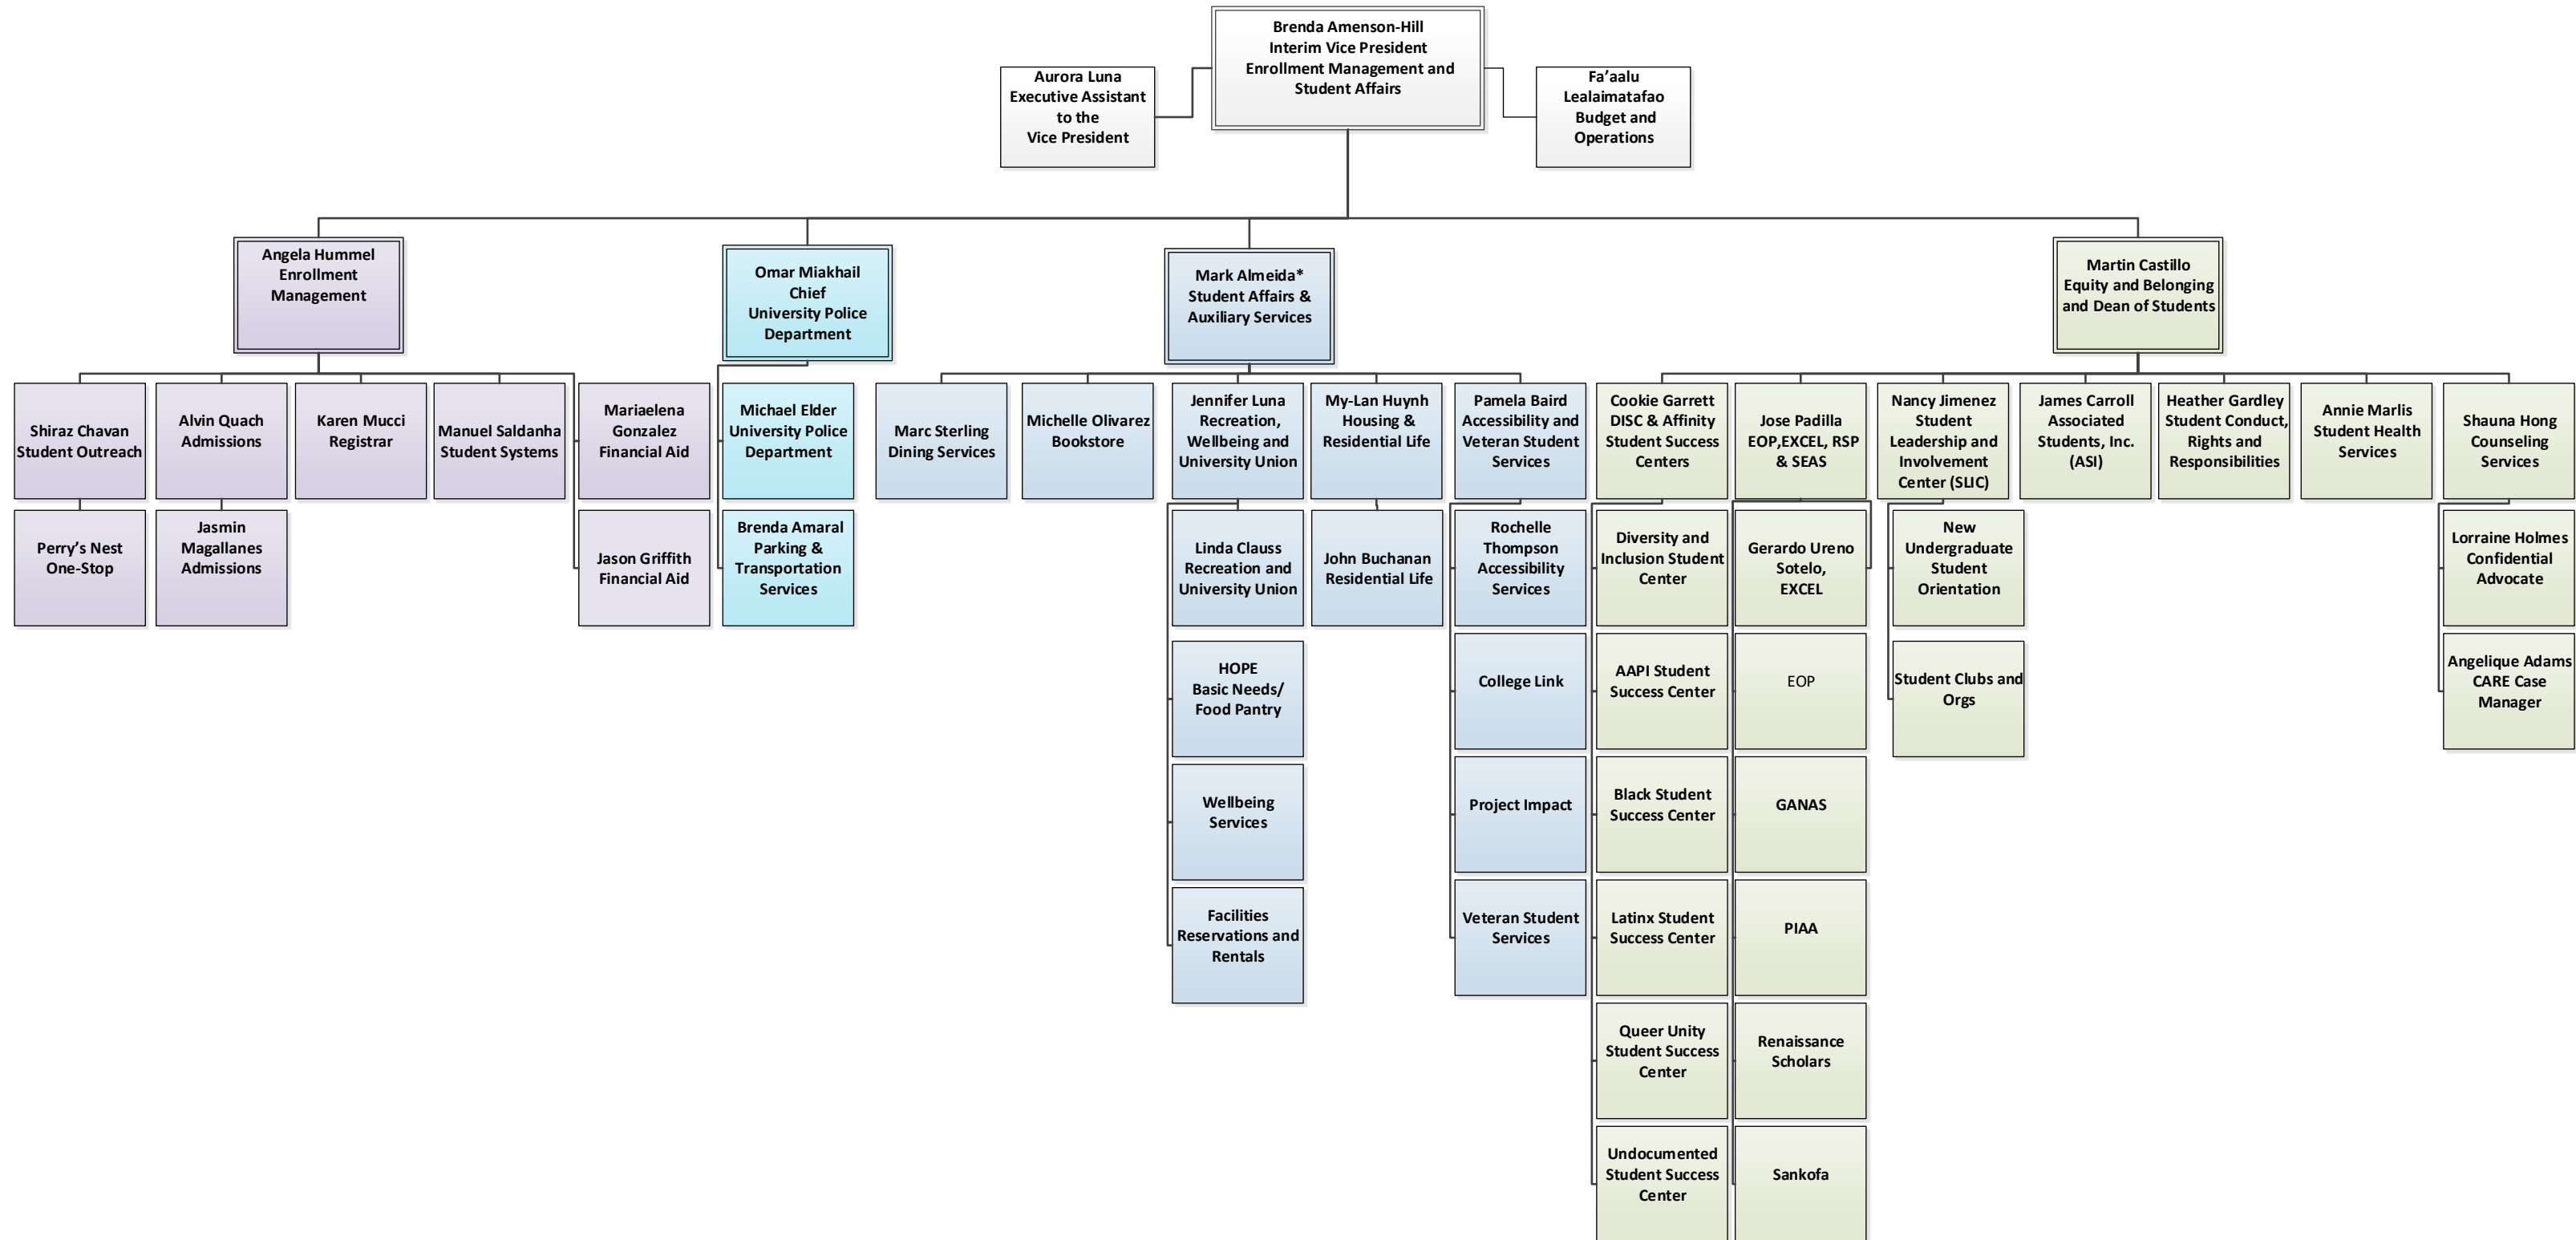 Brenda Amenson-Hill
Interim Vice President
Enrollment Management and
Student Affairs
Aurora Luna
Executive Assistant
to the
Vice President
Fa’aalu
Lealaimatafao
Budget and
Operations
Angela Hummel
Enrollment
Management
Omar Miakhail
Chief
University Police
Department
Mark Almeida*
Student Affairs &
Auxiliary Services
Martin Castillo
Equity and Belonging
and Dean of Students
Shiraz Chavan
Student Outreach
Alvin Quach
Admissions
Karen Mucci
Registrar
Manuel Saldanha
Student Systems
Mariaelena
Gonzalez
Financial Aid
Michael Elder
University Police
Department
Marc Sterling
Dining Services
Michelle Olivarez
Bookstore
Jennifer Luna
Recreation,
Wellbeing and
University Union
My-Lan Huynh
Housing &
Residential Life
Pamela Baird
Accessibility and
Veteran Student
Services
Cookie Garrett
DISC & Affinity
Student Success
Centers
Jose Padilla
EOP,EXCEL, RSP
& SEAS
Nancy Jimenez
Student
Leadership and
Involvement
Center (SLIC)
James Carroll
Associated
Students, Inc.
(ASI)
Heather Gardley
Student Conduct,
Rights and
Responsibilities
Annie Marlis
Student Health
Services
Shauna Hong
Counseling
Services
Perry’s Nest
One-Stop
Jasmin
Magallanes
Admissions
Jason Griffith
Financial Aid
Brenda Amaral
Parking &
Transportation
Services
Linda Clauss
Recreation and
University Union
John Buchanan
Residential Life
Rochelle
Thompson
Accessibility
Services
Diversity and
Inclusion Student
Center
Gerardo Ureno
Sotelo,
EXCEL
New
Undergraduate
Student
Orientation
Lorraine Holmes
Confidential
Advocate
HOPE
Basic Needs/
Food Pantry
College Link
AAPI Student
Success Center
EOP
Student Clubs and
Orgs
Angelique Adams
CARE Case
Manager
Wellbeing
Services
Project Impact
Black Student
Success Center
GANAS
Facilities
Reservations and
Rentals
Veteran Student
Services
Latinx Student
Success Center
PIAA
Queer Unity
Student Success
Center
Renaissance
Scholars
Undocumented
Student Success
Center
Sankofa